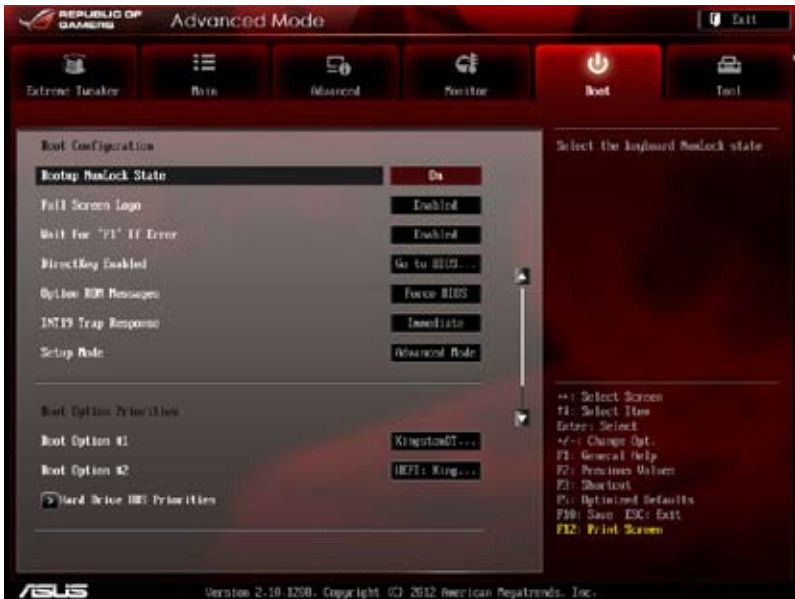 REPUBLIC OF GAMERS
Advanced Mode
Exit
Extreme Tweaker
Main
Advanced
Monitor
Boot
Tool
Boot Configuration
Bootup NumLock State
On
Full Screen Logo
Enabled
Wait For 'F1' If Error
Enabled
DirectKey Enabled
Go to BIOS...
Option ROM Messages
Force BIOS
INT19 Trap Response
Immediate
Setup Mode
Advanced Mode
Boot Option Priorities
Boot Option #1
KingstonDT...
Boot Option #2
UEFI: King...
Hard Drive BBS Priorities
Select the keyboard NumLock state
→←: Select Screen
↑↓: Select Item
Enter: Select
+/-: Change Opt.
F1: General Help
F2: Previous Values
F3: Shortcut
F5: Optimized Defaults
F10: Save ESC: Exit
F12: Print Screen
ASUS
Version 2.10.1208. Copyright (C) 2012 American Megatrends, Inc.